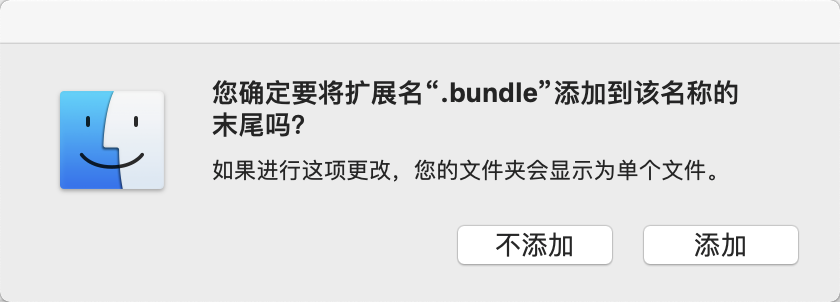 您确定要将扩展名“.bundle”添加到该名称的
末尾吗？
如果进行这项更改，您的文件夹会显示为单个文件。
不添加
添加